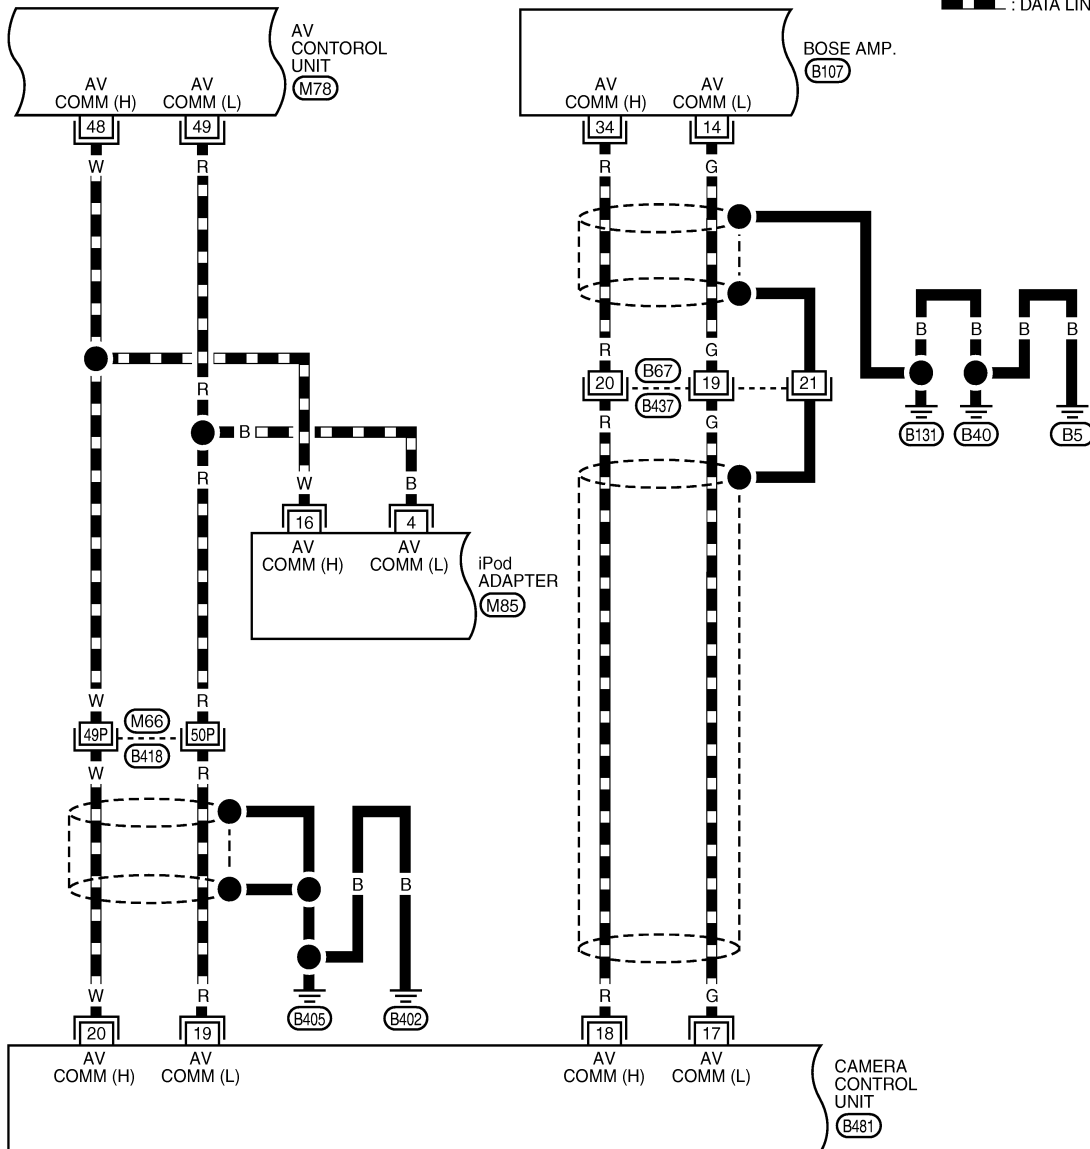 : DATA LIN
AV
CONTOROL
UNIT
M78
BOSE AMP.
B107
AV
COMM (H)
AV
COMM (L)
AV
COMM (H)
AV
COMM (L)
48
49
34
14
W
R
R
G
B
B
B
B
R
G
R
20
B67
B437
19
21
B
R
G
R
B131
B40
B5
W
B
16
4
AV
COMM (H)
AV
COMM (L)
iPod
ADAPTER
M85
W
R
49P
M66
B418
50P
W
R
B
B
W
R
R
G
B405
B402
20
19
18
17
AV
COMM (H)
AV
COMM (L)
AV
COMM (H)
AV
COMM (L)
CAMERA
CONTROL
UNIT
B481